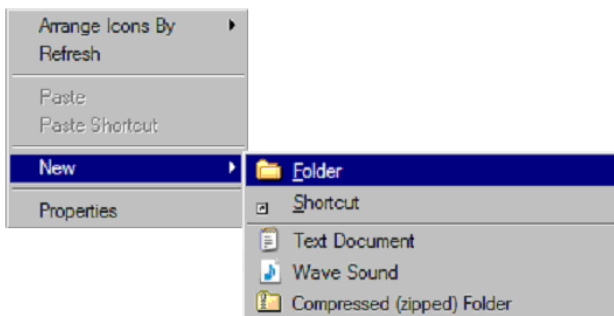 Arrange Icons By
Refresh
Paste
Paste Shortcut
New
Properties
Folder
Shortcut
Text Document
Wave Sound
Compressed (zipped) Folder